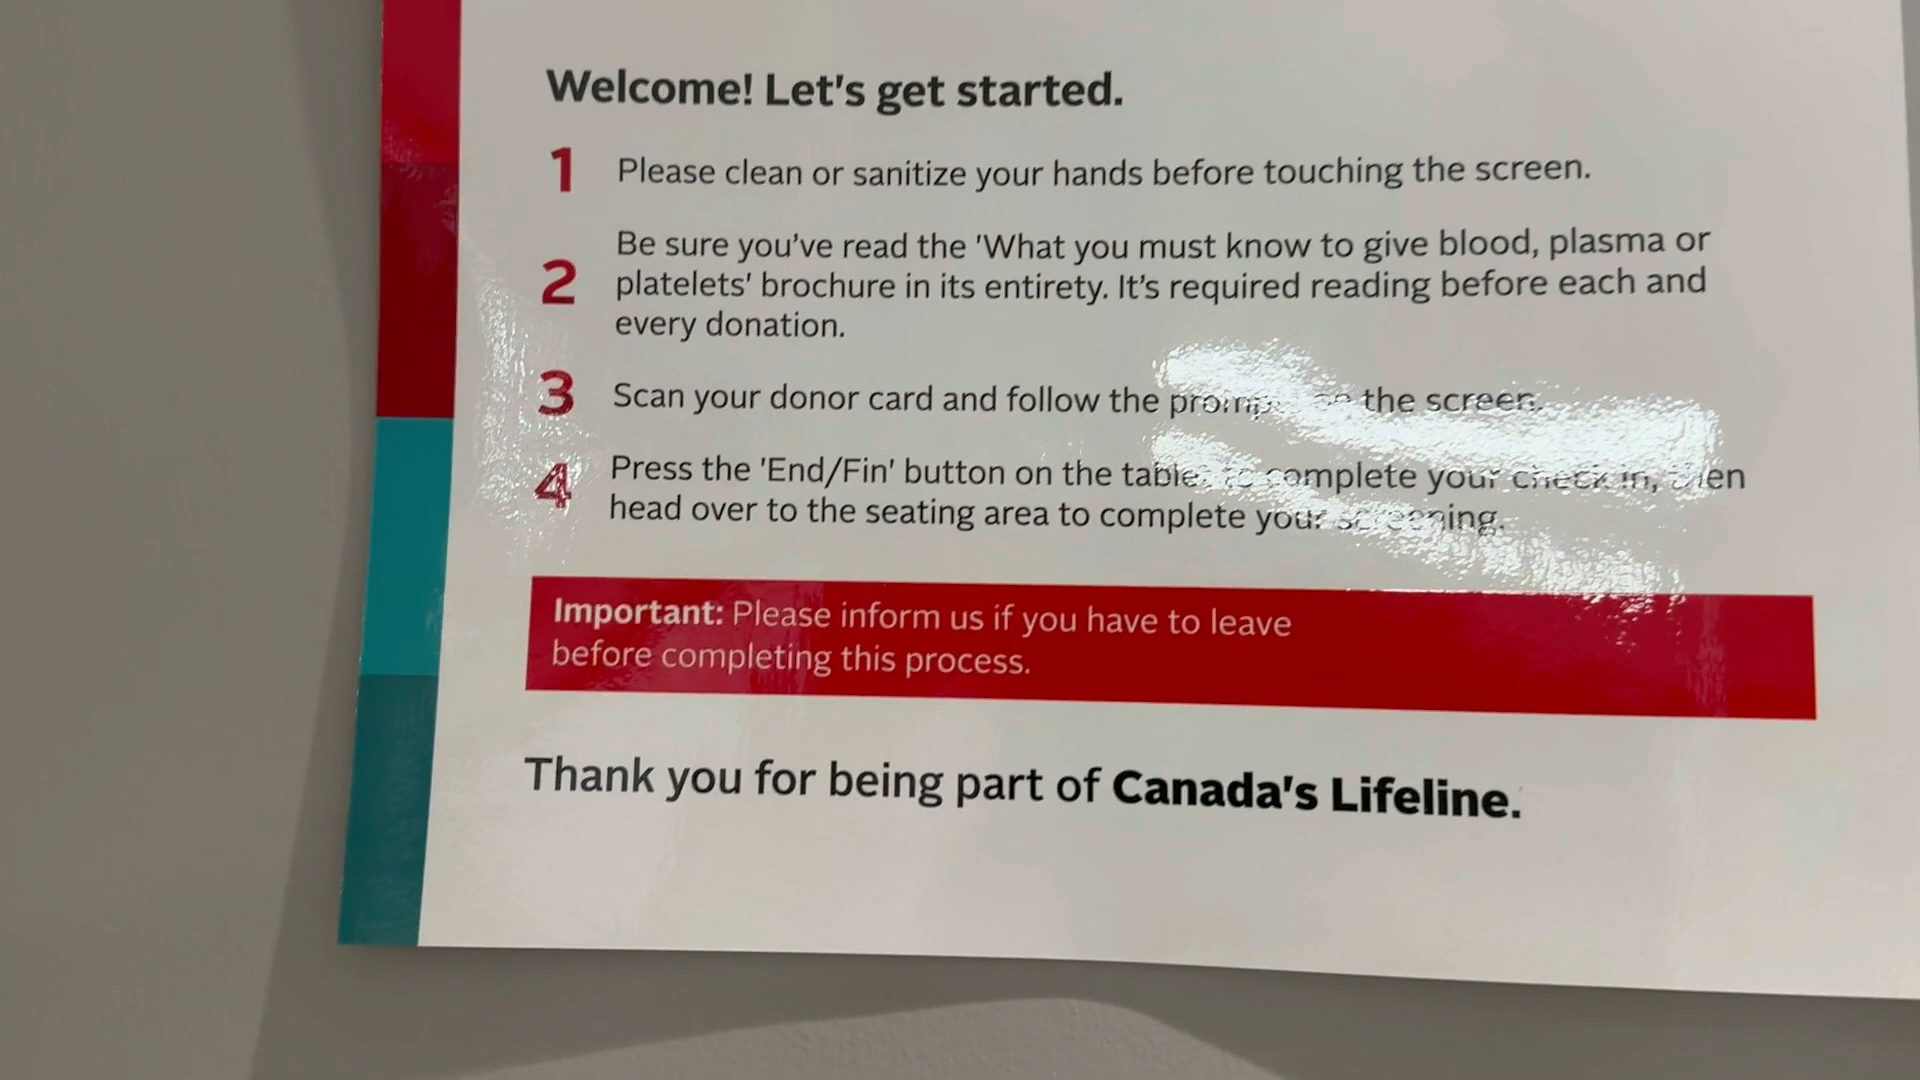 Welcome! Let's get started.
1 Please clean or sanitize your hands before touching the screen.
2 Be sure you've read the 'What you must know to give blood, plasma or
platelets' brochure in its entirety. It's required reading before each and
every donation.
3 Scan your donor card and follow the prompts on the screen.
4 Press the 'End/Fin' button on the tablet to complete your check in, then
head over to the seating area to complete your screening.
Important: Please inform us if you have to leave
before completing this process.
Thank you for being part of Canada's Lifeline.